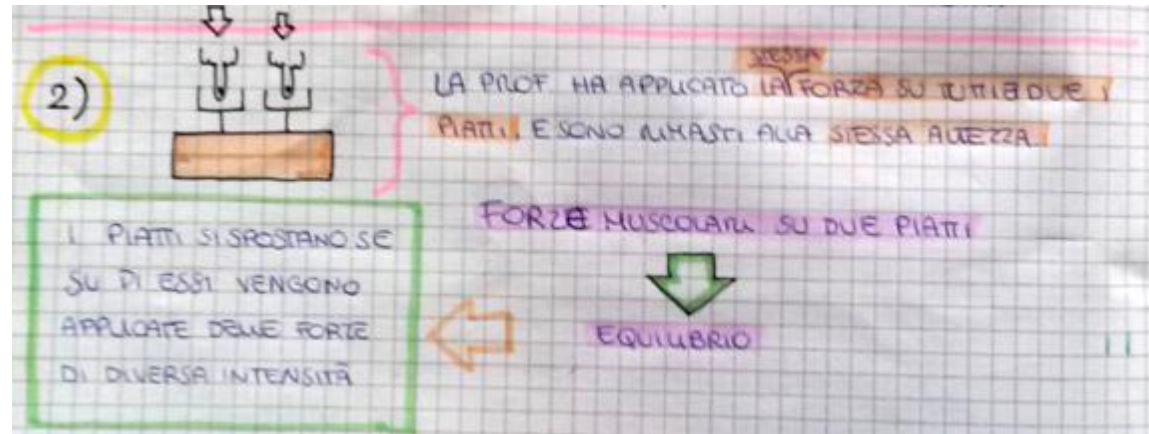 2)
STESSA
LA PROF HA APPLICATO LA FORZA SU TUTTI E DUE I
PIATTI, E SONO RIMASTI ALLA STESSA ALTEZZA
FORZE MUSCOLARI SU DUE PIATTI
EQUILIBRIO
I PIATTI SI SPOSTANO SE
SU DI ESSI VENGONO
APPLICATE DELLE FORZE
DI DIVERSA INTENSITÀ